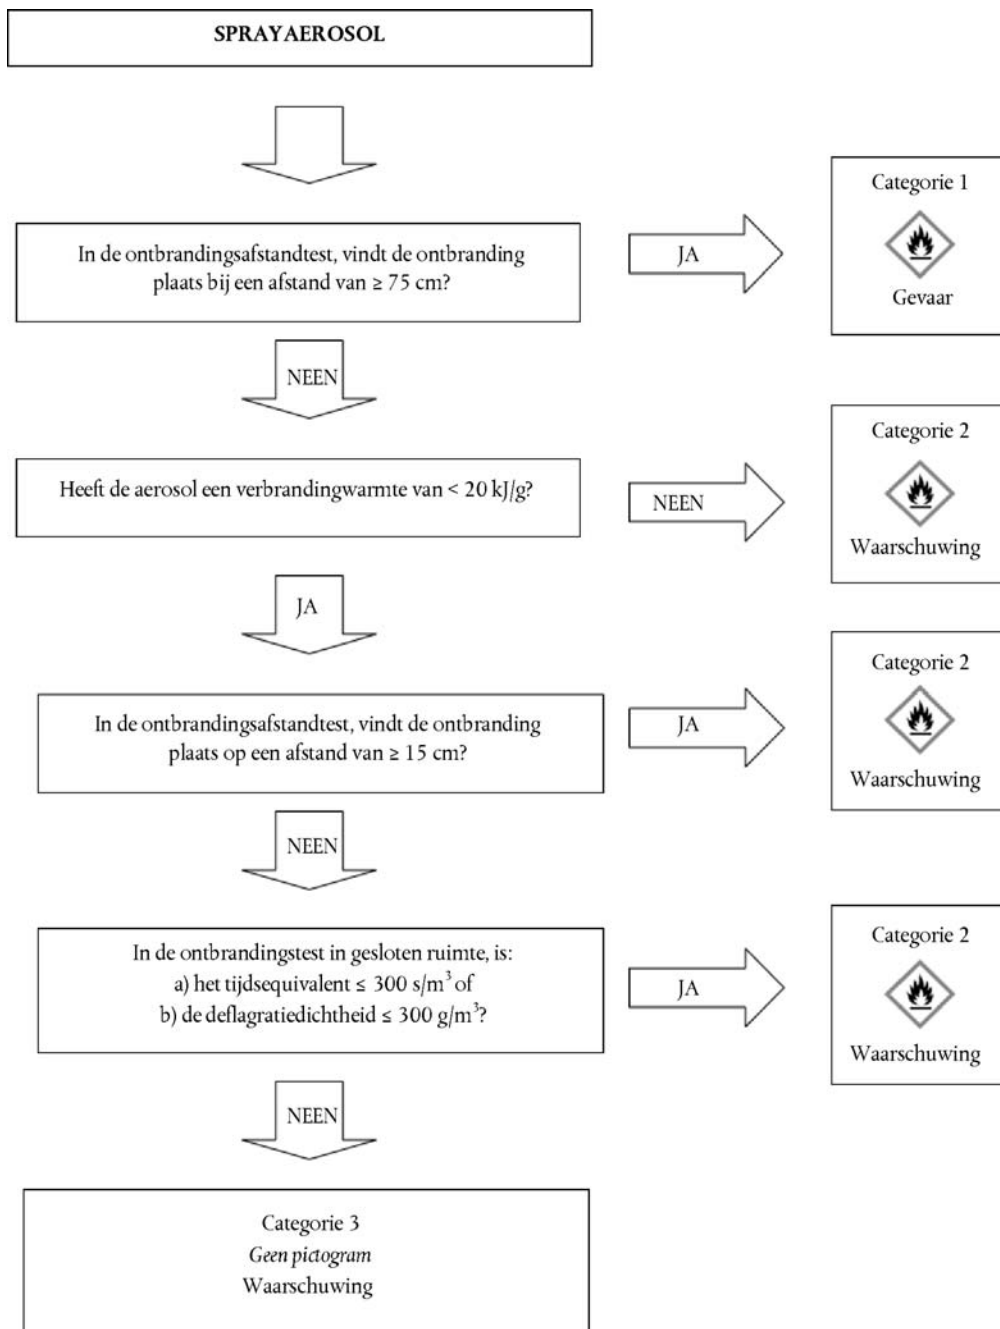 SPRAYAEROSOL
In de ontbrandingsafstandtest, vindt de ontbranding
plaats bij een afstand van ≥ 75 cm?
JA
Categorie 1
Gevaar
NEEN
Heeft de aerosol een verbrandingwarmte van < 20 kJ/g?
NEEN
Categorie 2
Waarschuwing
JA
In de ontbrandingsafstandtest, vindt de ontbranding
plaats op een afstand van ≥ 15 cm?
JA
Categorie 2
Waarschuwing
NEEN
In de ontbrandingstest in gesloten ruimte, is:
a) het tijdsequivalent ≤ 300 s/m³ of
b) de deflagratiedichtheid ≤ 300 g/m³?
JA
Categorie 2
Waarschuwing
NEEN
Categorie 3
Geen pictogram
Waarschuwing